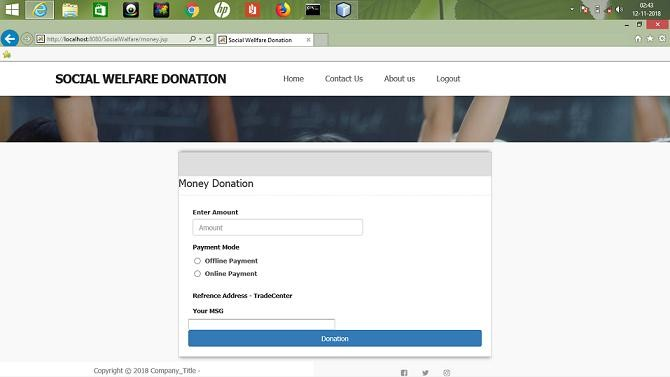 02:43
12-11-2018
http://localhost:8080/SocialWelfare/money.jsp
Social Wellfare Donation
SOCIAL WELFARE DONATION Home Contact Us About us Logout
Money Donation
Enter Amount
Amount
Payment Mode
Offline Payment
Online Payment
Refrence Address - TradeCenter
Your MSG
Donation
Copyright © 2018 Company_Title -